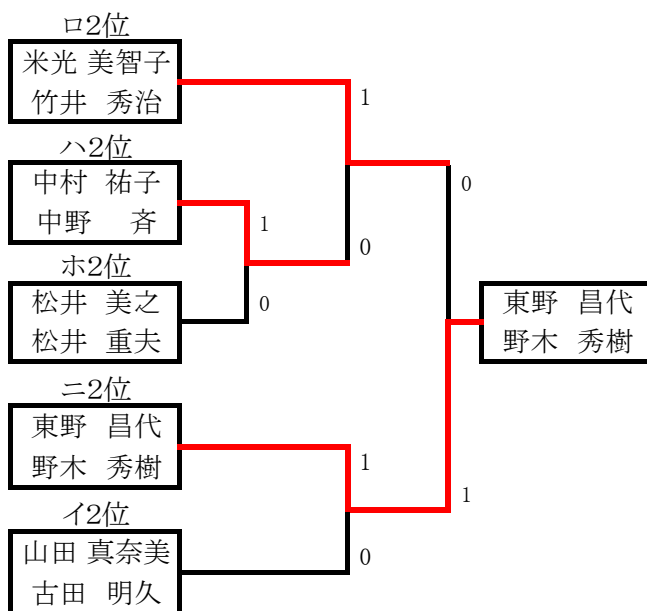 ロ2位
米光 美智子
竹井 秀治
1
ハ2位
中村 祐子
中野 斉
1
0
0
ホ2位
松井 美之
松井 重夫
0
東野 昌代
野木 秀樹
ニ2位
東野 昌代
野木 秀樹
1
1
イ2位
山田 真奈美
古田 明久
0